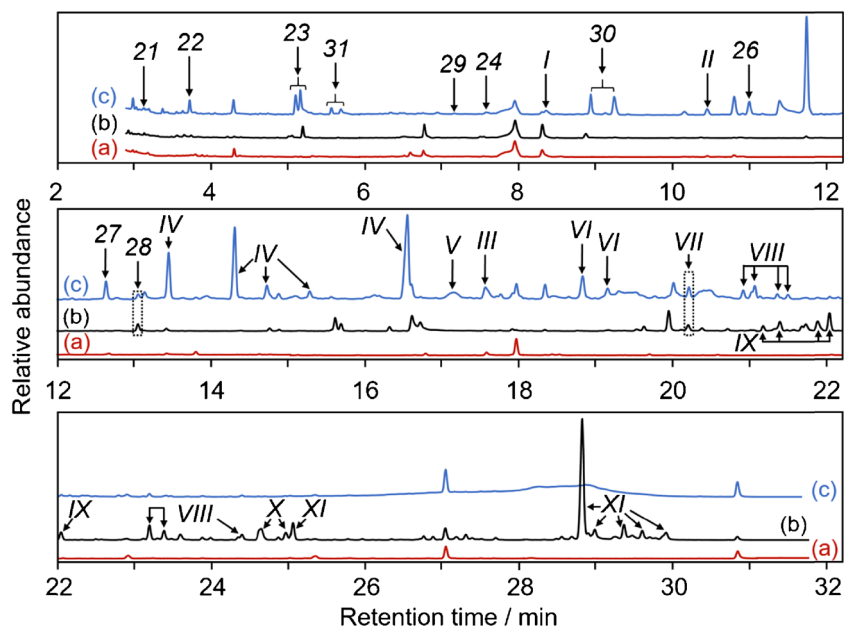 21 22 23 31 29 24 I 30 II 26
(c)
(b)
(a)
2 4 6 8 10 12
27 28 IV IV IV V III VI VI VII VIII
(c)
(b)
IX
(a)
12 14 16 18 20 22
Relative abundance
(c)
IX VIII X XI XI (b)
(a)
22 24 26 28 30 32
Retention time / min